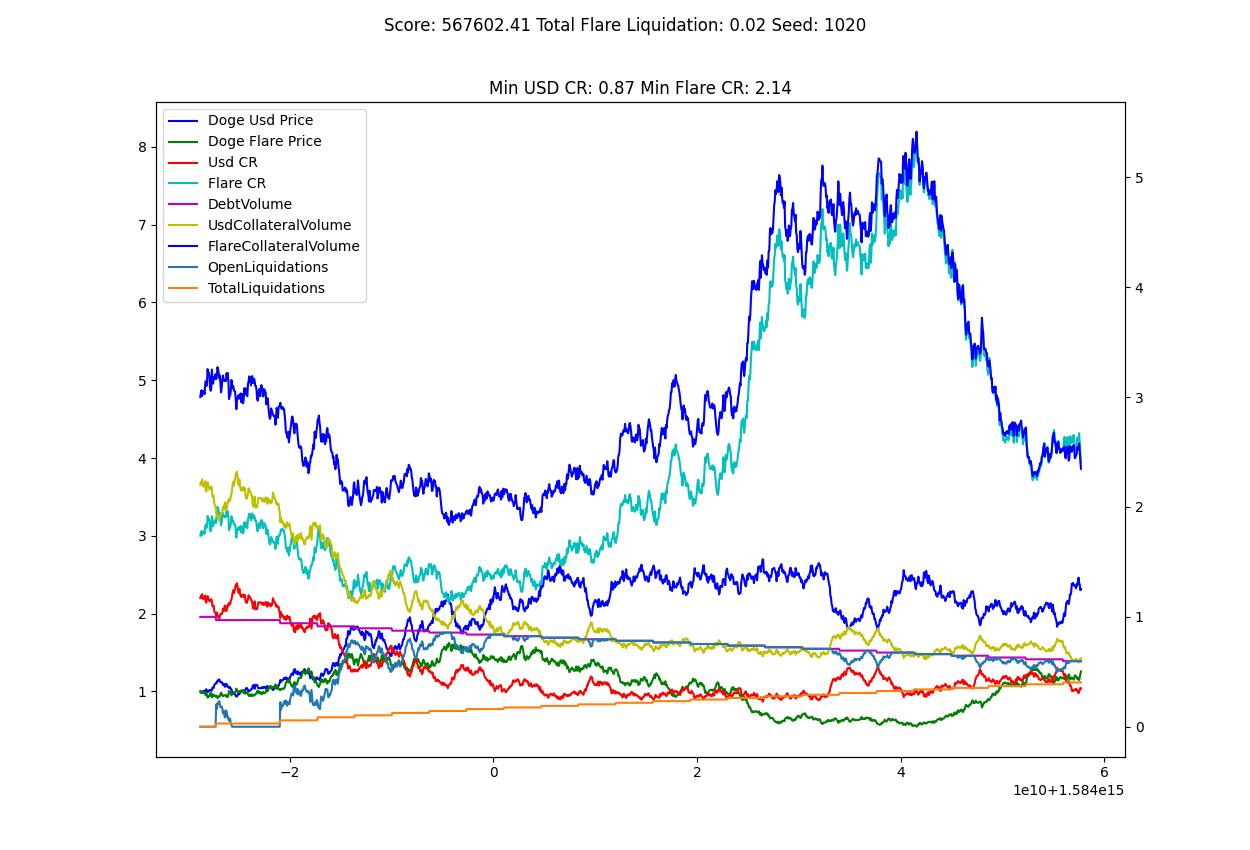 Score: 567602.41 Total Flare Liquidation: 0.02 Seed: 1020
Min USD CR: 0.87 Min Flare CR: 2.14
Doge Usd Price
Doge Flare Price
Usd CR
Flare CR
DebtVolume
UsdCollateralVolume
FlareCollateralVolume
OpenLiquidations
TotalLiquidations
8
7
6
5
4
3
2
1
5
4
3
2
1
0
−2
0
2
4
6
1e10+1.584e15